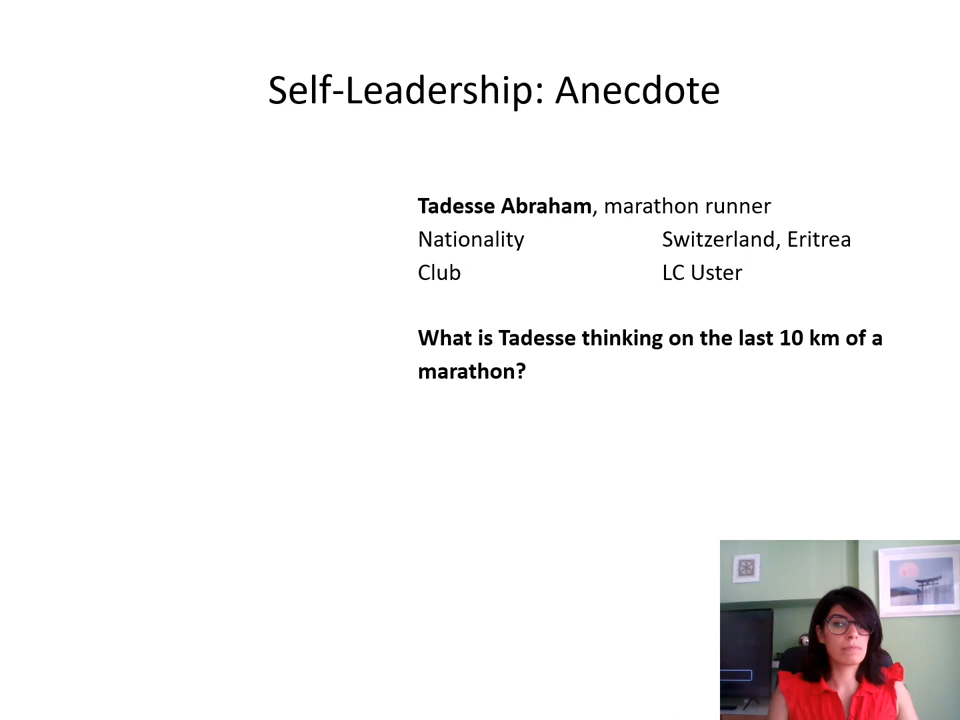 Self-Leadership: Anecdote
Tadesse Abraham, marathon runner
Nationality Switzerland, Eritrea
Club LC Uster
What is Tadesse thinking on the last 10 km of a
marathon?